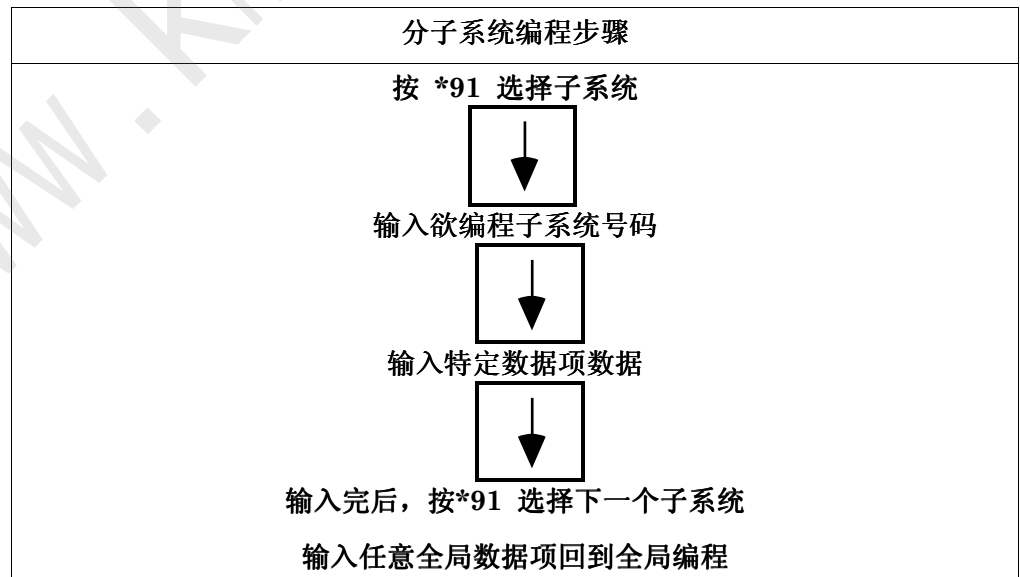 分子系统编程步骤
按 *91 选择子系统
输入欲编程子系统号码
输入特定数据项数据
输入完后，按*91 选择下一个子系统
输入任意全局数据项回到全局编程